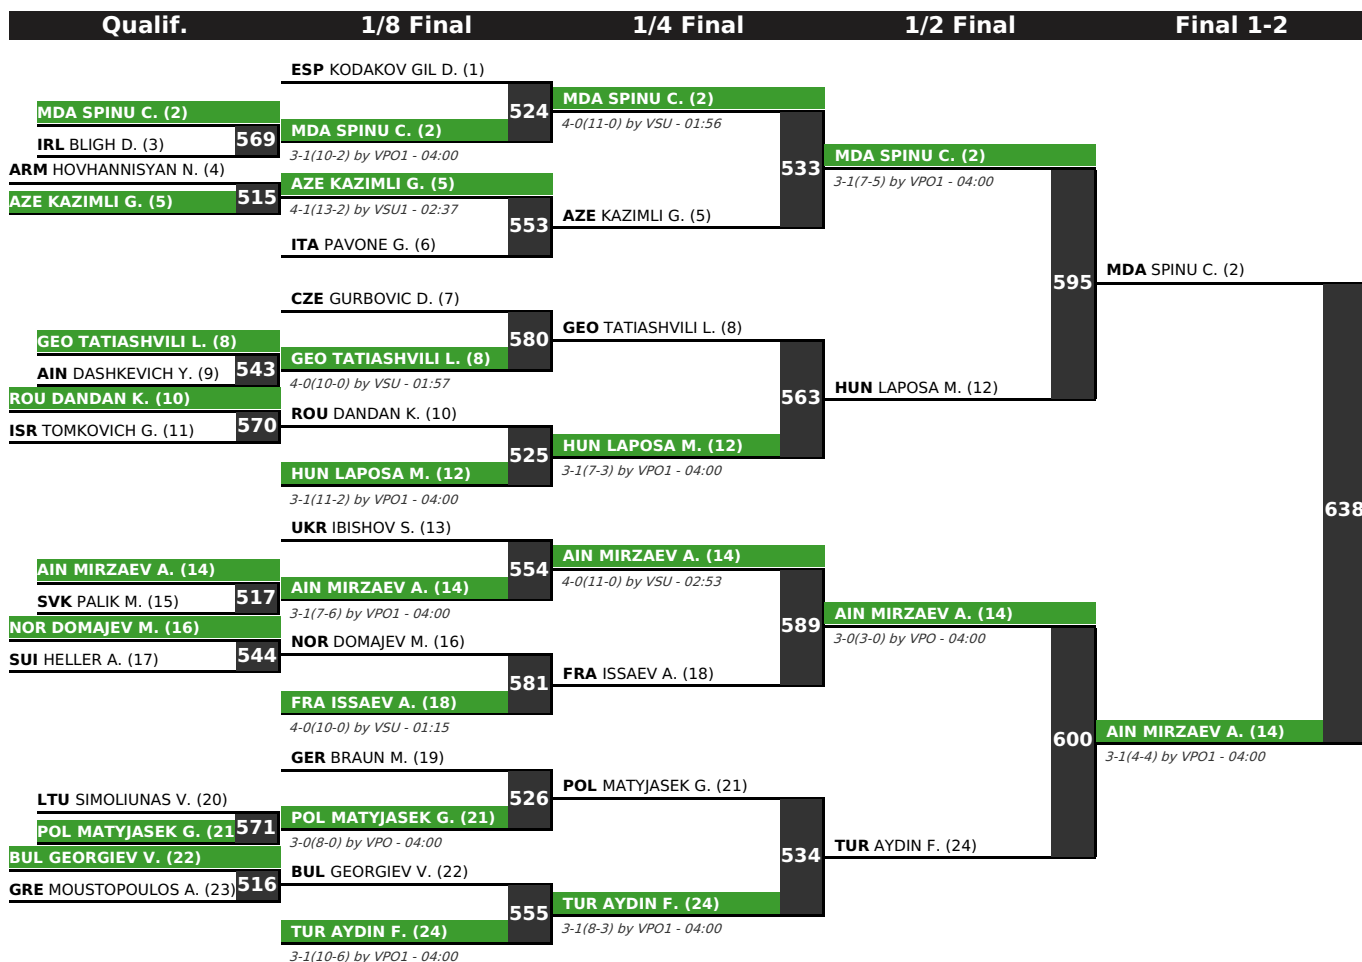 Qualif.
1/8 Final
1/4 Final
1/2 Final
Final 1-2
MDA SPINU C. (2)
IRL BLIGH D. (3)
569
ARM HOVHANNISYAN N. (4)
AZE KAZIMLI G. (5)
515
GEO TATIASHVILI L. (8)
AIN DASHKEVICH Y. (9)
543
ROU DANDAN K. (10)
ISR TOMKOVICH G. (11)
570
AIN MIRZAEV A. (14)
SVK PALIK M. (15)
517
NOR DOMAJEV M. (16)
SUI HELLER A. (17)
544
LTU SIMOLIUNAS V. (20)
POL MATYJASEK G. (21
571
BUL GEORGIEV V. (22)
GRE MOUSTOPOULOS A. (23)
516
ESP KODAKOV GIL D. (1)
524
MDA SPINU C. (2)
3-1(10-2) by VPO1 - 04:00
AZE KAZIMLI G. (5)
4-1(13-2) by VSU1 - 02:37
553
ITA PAVONE G. (6)
CZE GURBOVIC D. (7)
580
GEO TATIASHVILI L. (8)
4-0(10-0) by VSU - 01:57
ROU DANDAN K. (10)
525
HUN LAPOSA M. (12)
3-1(11-2) by VPO1 - 04:00
UKR IBISHOV S. (13)
554
AIN MIRZAEV A. (14)
3-1(7-6) by VPO1 - 04:00
NOR DOMAJEV M. (16)
581
FRA ISSAEV A. (18)
4-0(10-0) by VSU - 01:15
GER BRAUN M. (19)
526
POL MATYJASEK G. (21)
3-0(8-0) by VPO - 04:00
BUL GEORGIEV V. (22)
555
TUR AYDIN F. (24)
3-1(10-6) by VPO1 - 04:00
MDA SPINU C. (2)
4-0(11-0) by VSU - 01:56
533
AZE KAZIMLI G. (5)
GEO TATIASHVILI L. (8)
563
HUN LAPOSA M. (12)
3-1(7-3) by VPO1 - 04:00
AIN MIRZAEV A. (14)
4-0(11-0) by VSU - 02:53
589
FRA ISSAEV A. (18)
POL MATYJASEK G. (21)
534
TUR AYDIN F. (24)
3-1(8-3) by VPO1 - 04:00
MDA SPINU C. (2)
3-1(7-5) by VPO1 - 04:00
595
HUN LAPOSA M. (12)
AIN MIRZAEV A. (14)
3-0(3-0) by VPO - 04:00
600
TUR AYDIN F. (24)
MDA SPINU C. (2)
638
AIN MIRZAEV A. (14)
3-1(4-4) by VPO1 - 04:00